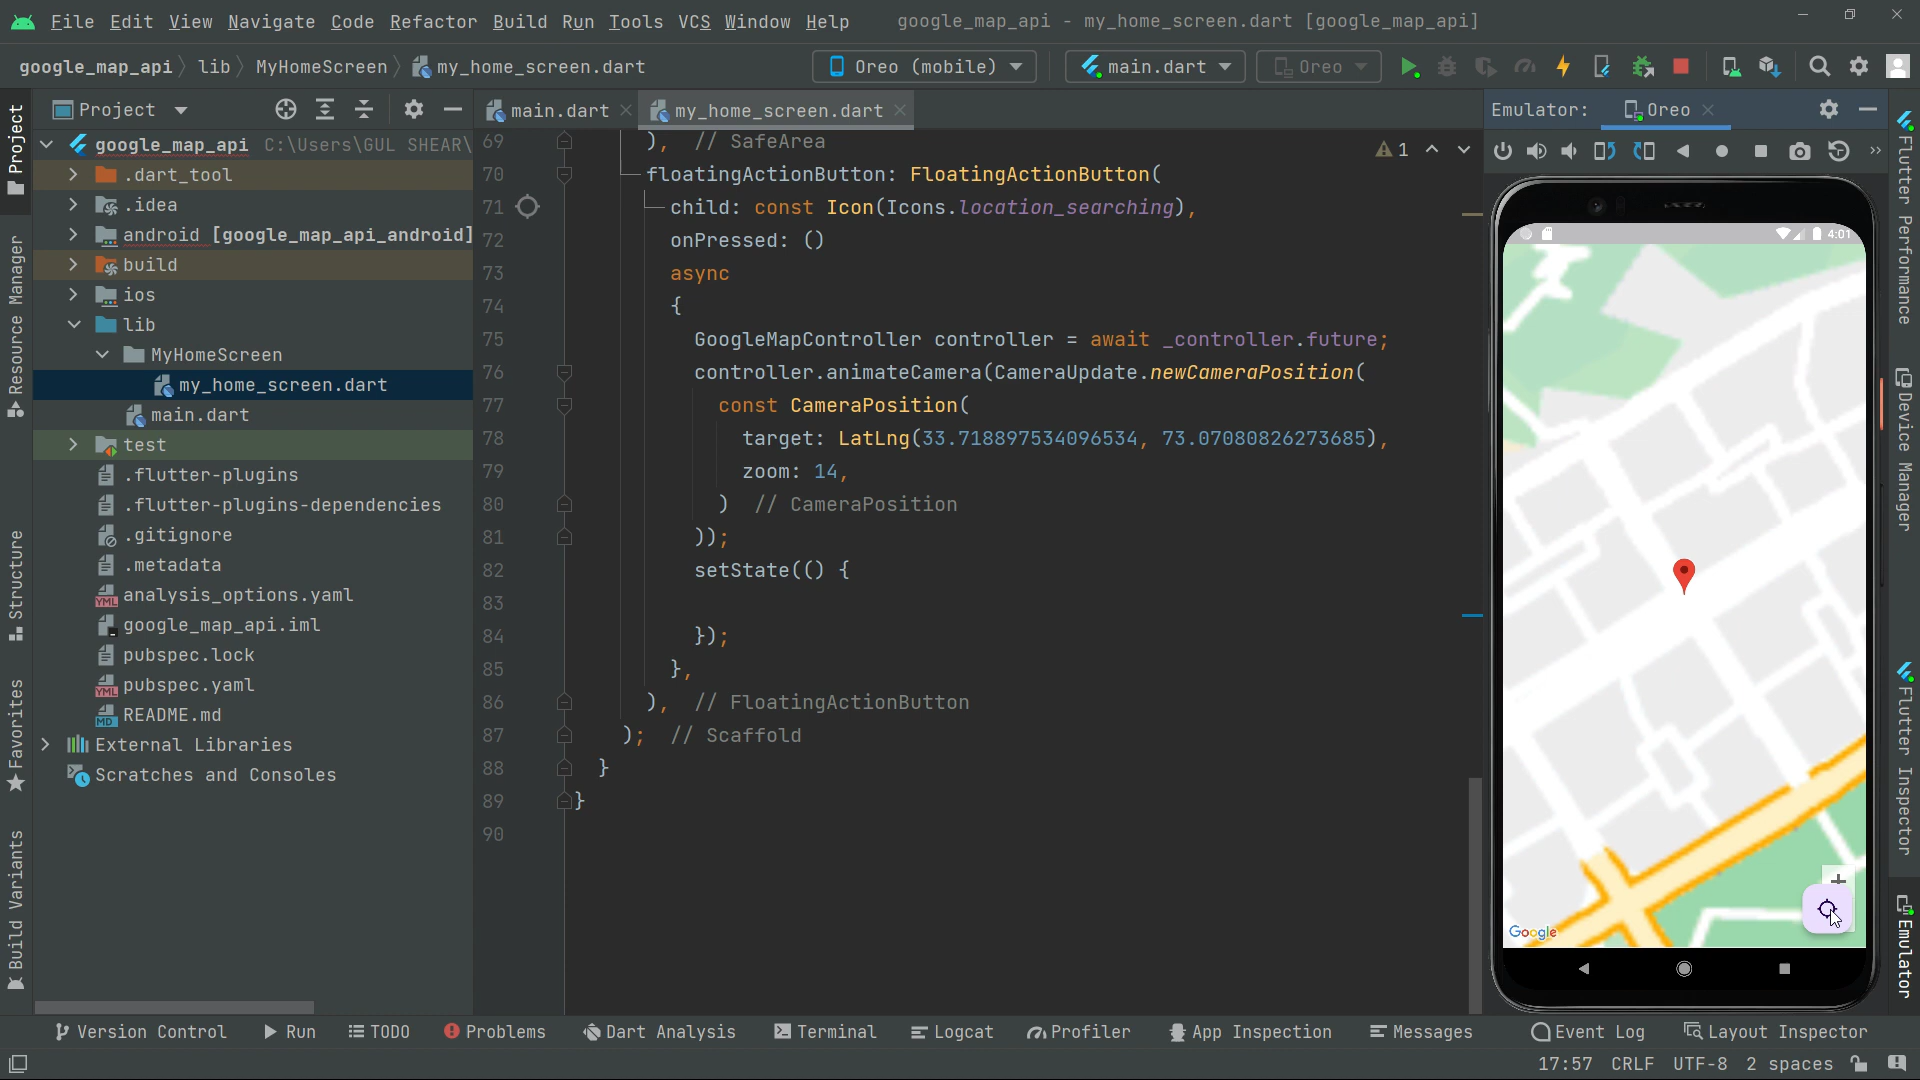 File Edit View Navigate Code Refactor Build Run Tools VCS Window Help google_map_api - my_home_screen.dart [google_map_api]
google_map_api lib MyHomeScreen my_home_screen.dart Oreo (mobile) main.dart Oreo
Project main.dart my_home_screen.dart Emulator: Oreo
google_map_api C:\Users\GUL SHEAR\
.dart_tool
.idea
android [google_map_api_android]
build
ios
lib
MyHomeScreen
my_home_screen.dart
main.dart
test
.flutter-plugins
.flutter-plugins-dependencies
.gitignore
.metadata
analysis_options.yaml
google_map_api.iml
pubspec.lock
pubspec.yaml
README.md
External Libraries
Scratches and Consoles
Project
Resource Manager
Structure
Favorites
Build Variants
69 ), // SafeArea
1
70 floatingActionButton: FloatingActionButton(
71 child: const Icon(Icons.location_searching),
72 onPressed: ()
73 async
74 {
75 GoogleMapController controller = await _controller.future;
76 controller.animateCamera(CameraUpdate.newCameraPosition(
77 const CameraPosition(
78 target: LatLng(33.718897534096534, 73.07080826273685),
79 zoom: 14,
80 ) // CameraPosition
81 ));
82 setState(() {
83
84 });
85 },
86 ), // FloatingActionButton
87 ); // Scaffold
88 }
89 }
90
4:01
Google
Flutter Performance
Device Manager
Flutter Inspector
Emulator
Version Control Run TODO Problems Dart Analysis Terminal Logcat Profiler App Inspection Messages Event Log Layout Inspector
17:57 CRLF UTF-8 2 spaces